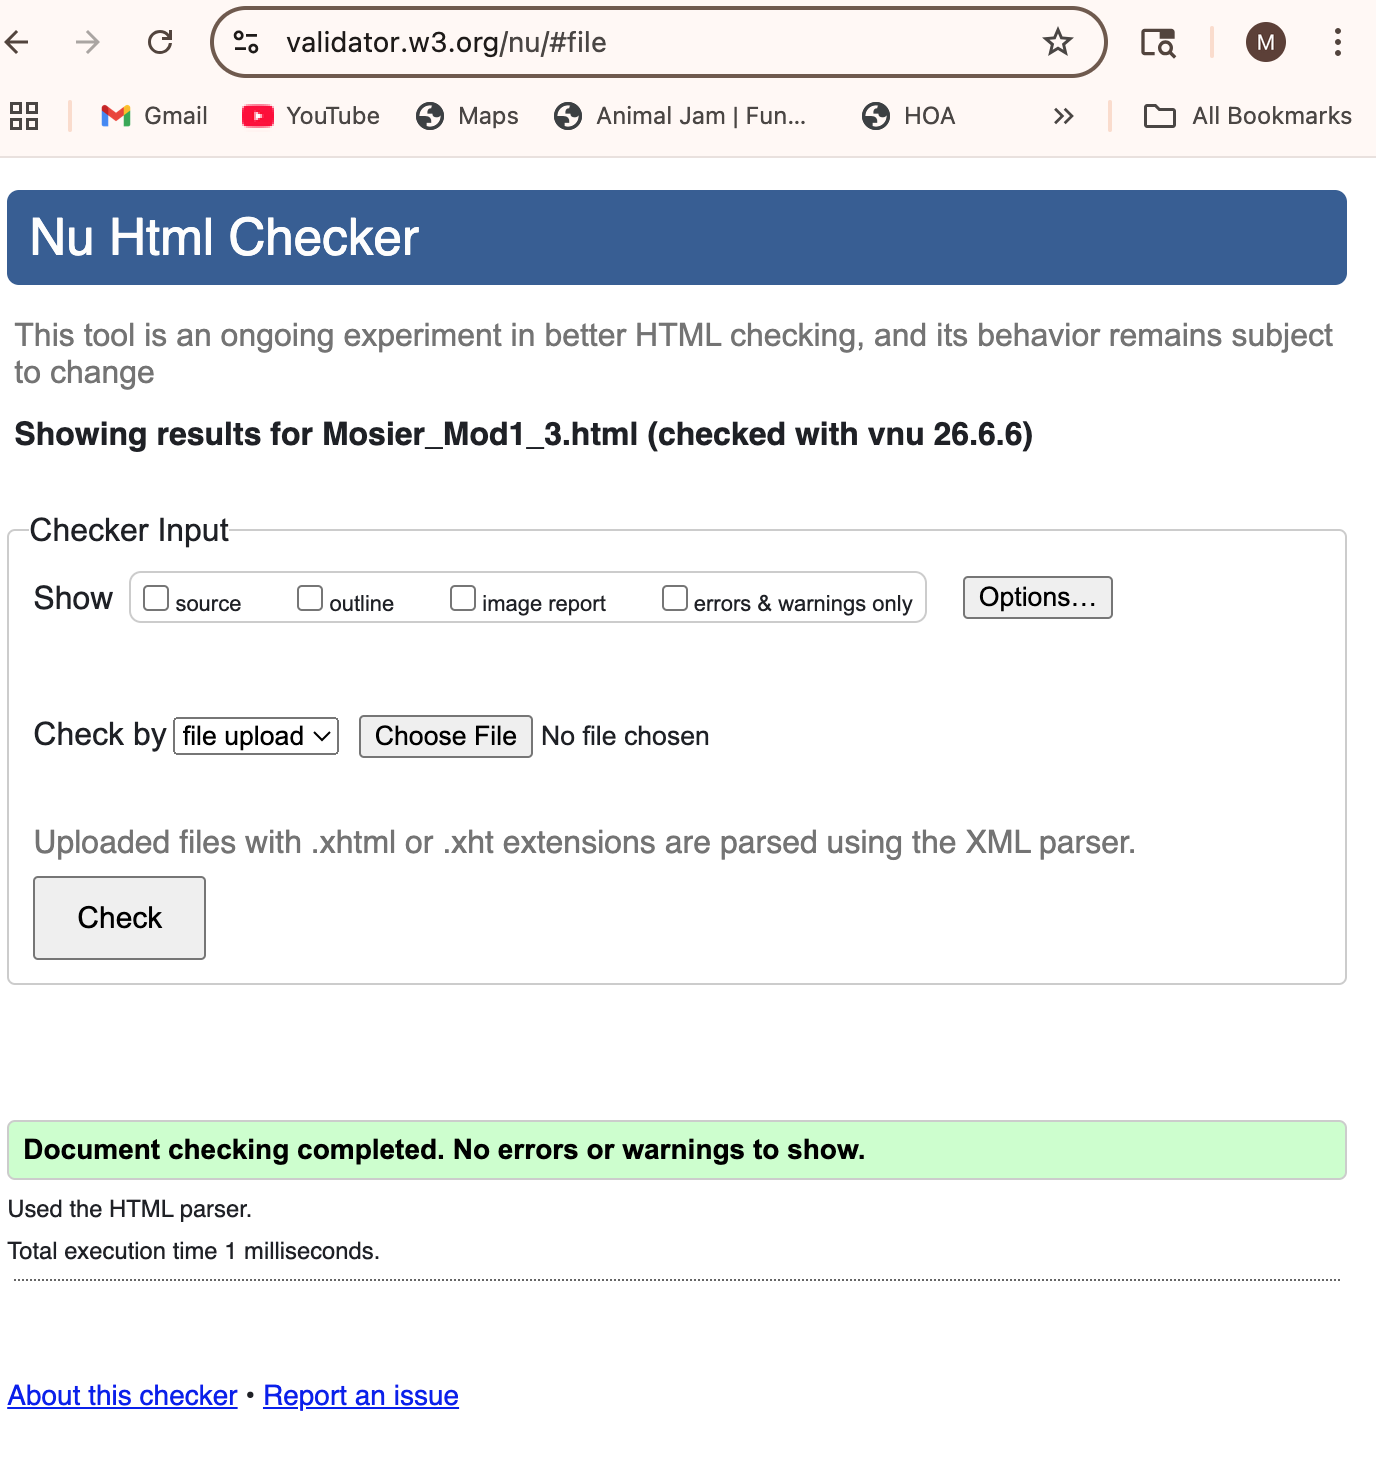 validator.w3.org/nu/#file
M
Gmail
YouTube
Maps
Animal Jam | Fun...
HOA
All Bookmarks
Nu Html Checker
This tool is an ongoing experiment in better HTML checking, and its behavior remains subject
to change
Showing results for Mosier_Mod1_3.html (checked with vnu 26.6.6)
Checker Input
Show source outline image report errors & warnings only Options...
Check by file upload Choose File No file chosen
Uploaded files with .xhtml or .xht extensions are parsed using the XML parser.
Check
Document checking completed. No errors or warnings to show.
Used the HTML parser.
Total execution time 1 milliseconds.
About this checker • Report an issue